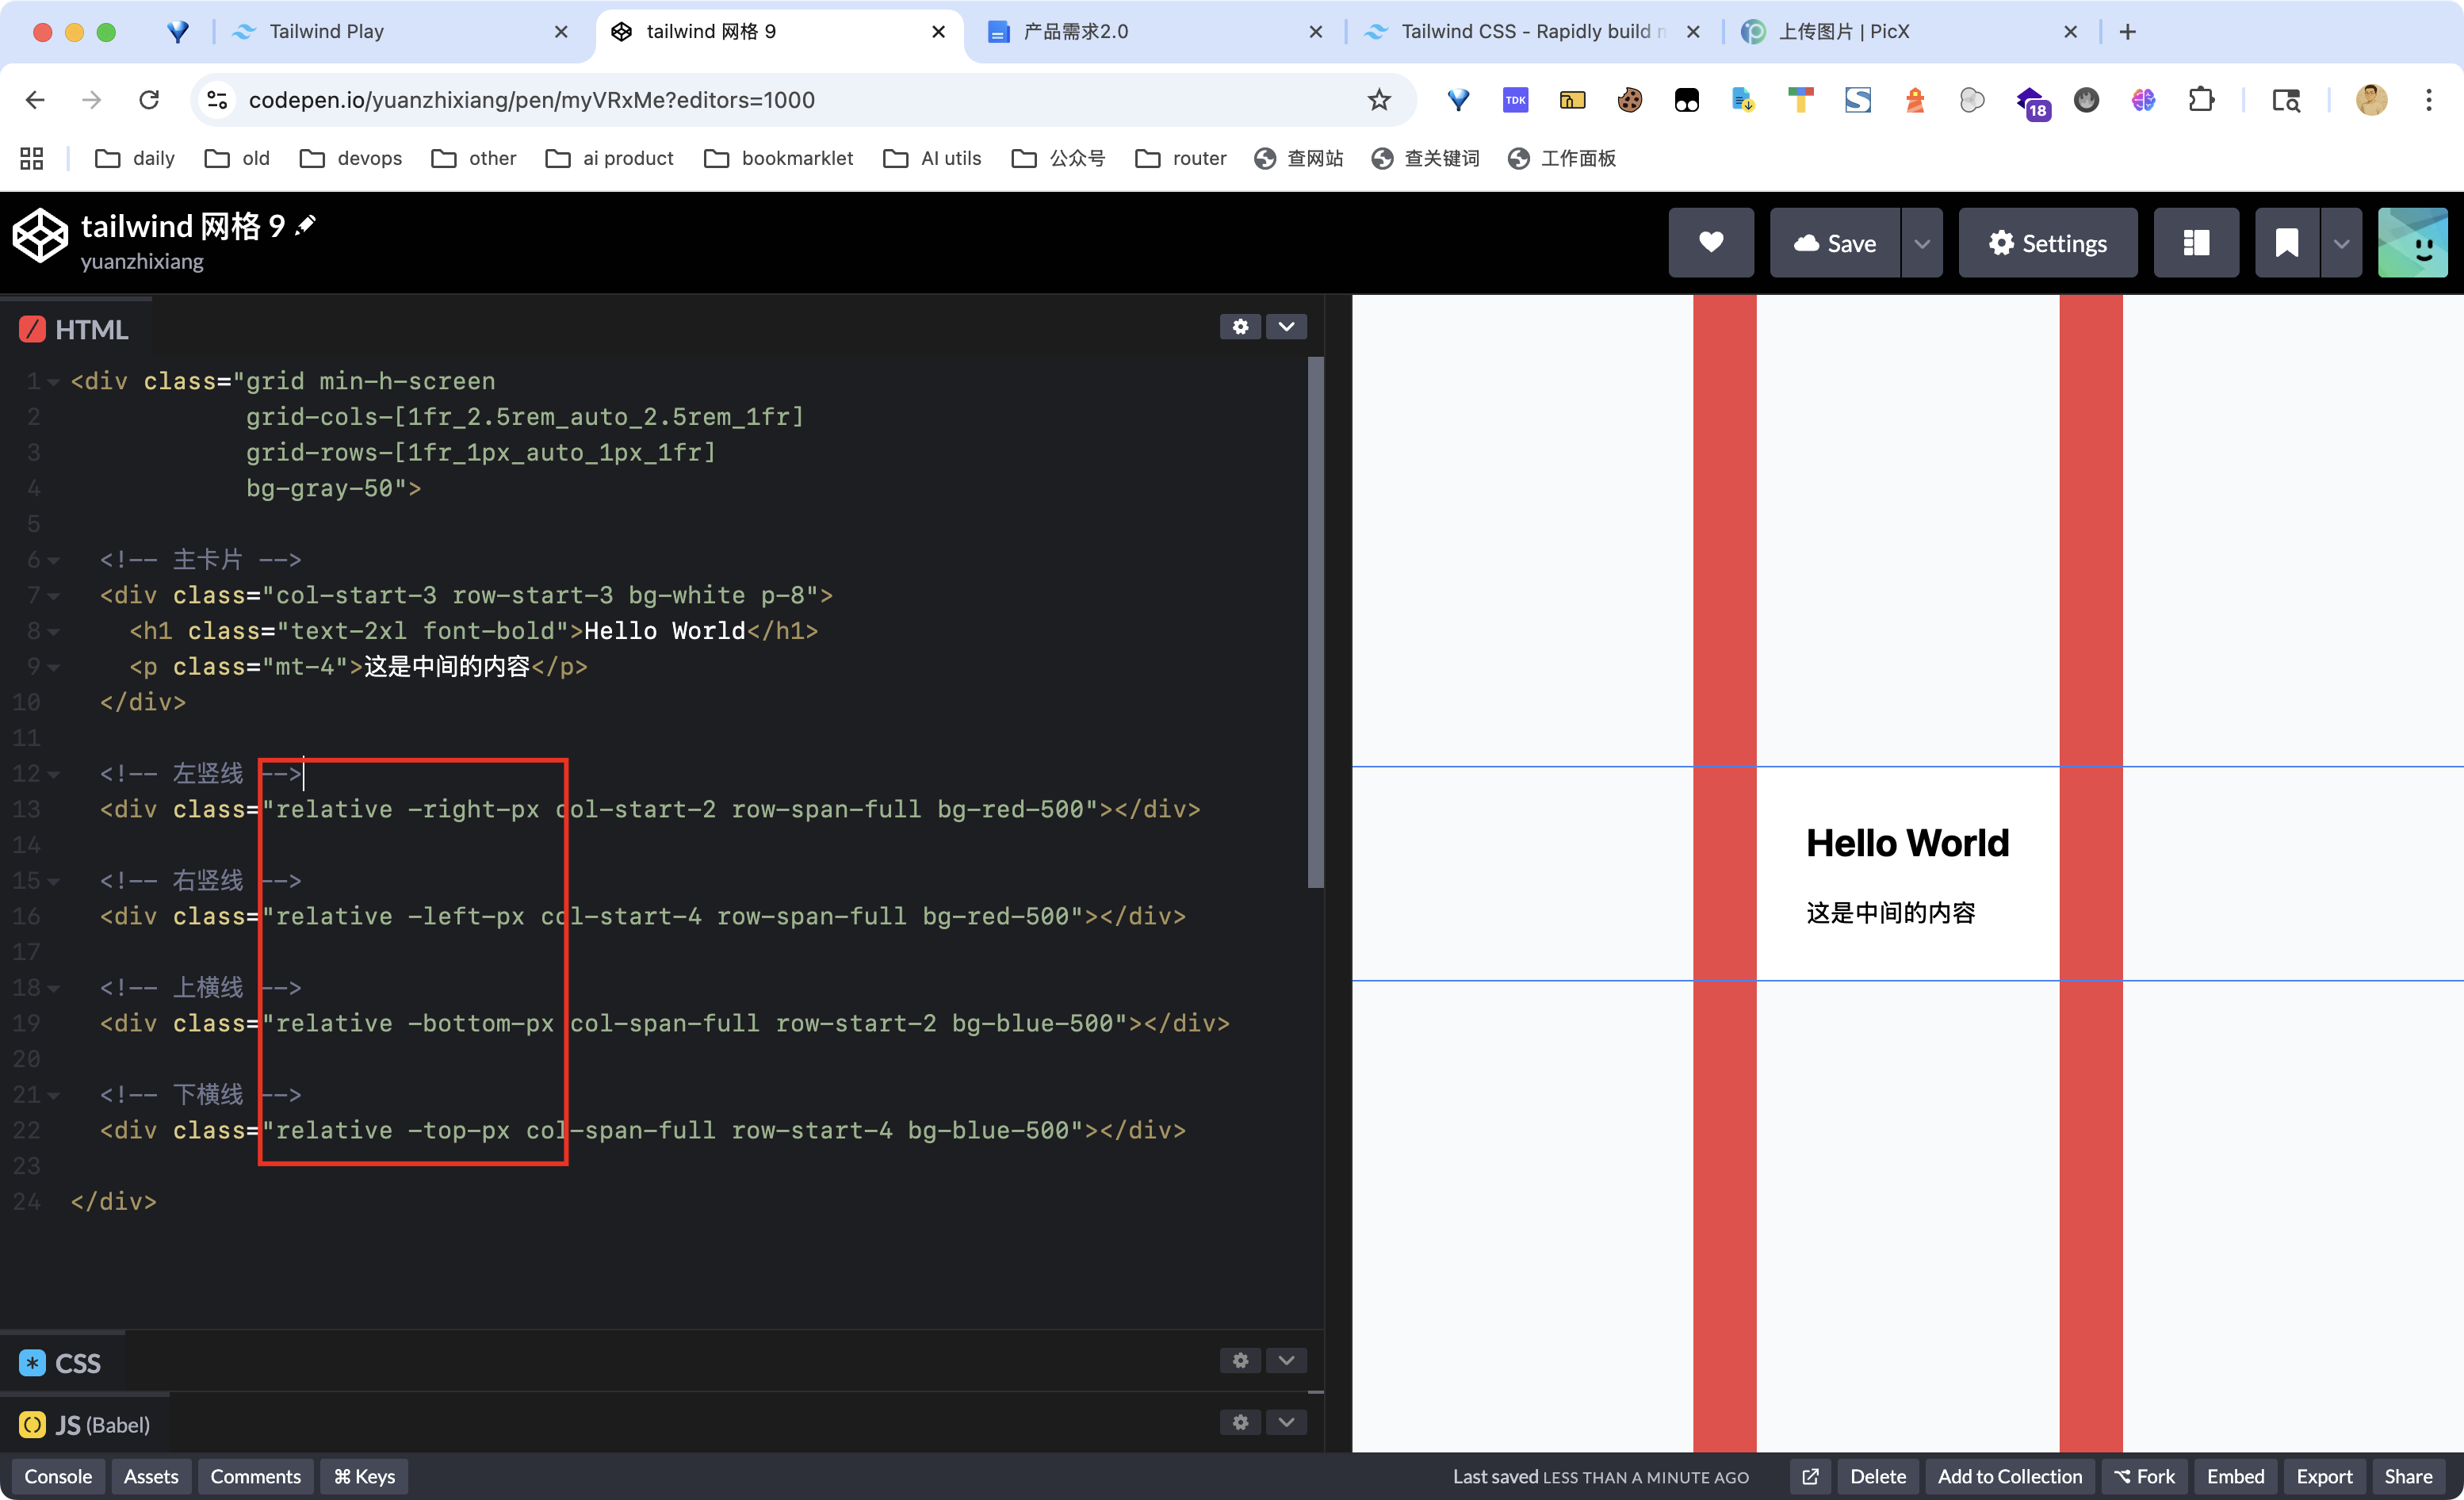 Tailwind Play
tailwind 网格 9
产品需求2.0
Tailwind CSS - Rapidly build
上传图片 | PicX
codepen.io/yuanzhixiang/pen/myVRxMe?editors=1000
TDK
18
daily
old
devops
other
ai product
bookmarklet
AI utils
公众号
router
查网站
查关键词
工作面板
tailwind 网格 9
yuanzhixiang
Save
Settings
HTML
1 <div class="grid min-h-screen
2 grid-cols-[1fr_2.5rem_auto_2.5rem_1fr]
3 grid-rows-[1fr_1px_auto_1px_1fr]
4 bg-gray-50">
5
6 <!-- 主卡片 -->
7 <div class="col-start-3 row-start-3 bg-white p-8">
8 <h1 class="text-2xl font-bold">Hello World</h1>
9 <p class="mt-4">这是中间的内容</p>
10 </div>
11
12 <!-- 左竖线 -->
13 <div class="relative -right-px col-start-2 row-span-full bg-red-500"></div>
14
15 <!-- 右竖线 -->
16 <div class="relative -left-px col-start-4 row-span-full bg-red-500"></div>
17
18 <!-- 上横线 -->
19 <div class="relative -bottom-px col-span-full row-start-2 bg-blue-500"></div>
20
21 <!-- 下横线 -->
22 <div class="relative -top-px col-span-full row-start-4 bg-blue-500"></div>
23
24 </div>
Hello World
这是中间的内容
CSS
JS (Babel)
Console
Assets
Comments
⌘ Keys
Last saved LESS THAN A MINUTE AGO
Delete
Add to Collection
Fork
Embed
Export
Share